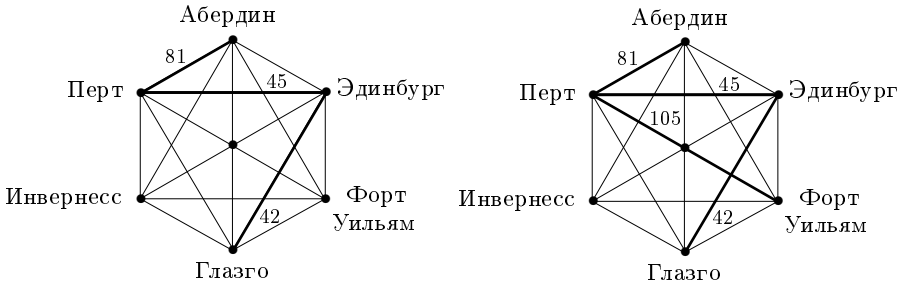 Абердин
81
Перт
45
Эдинбург
Инвернесс
Форт
Уильям
42
Глазго
Абердин
81
Перт
45
Эдинбург
105
Инвернесс
Форт
Уильям
42
Глазго